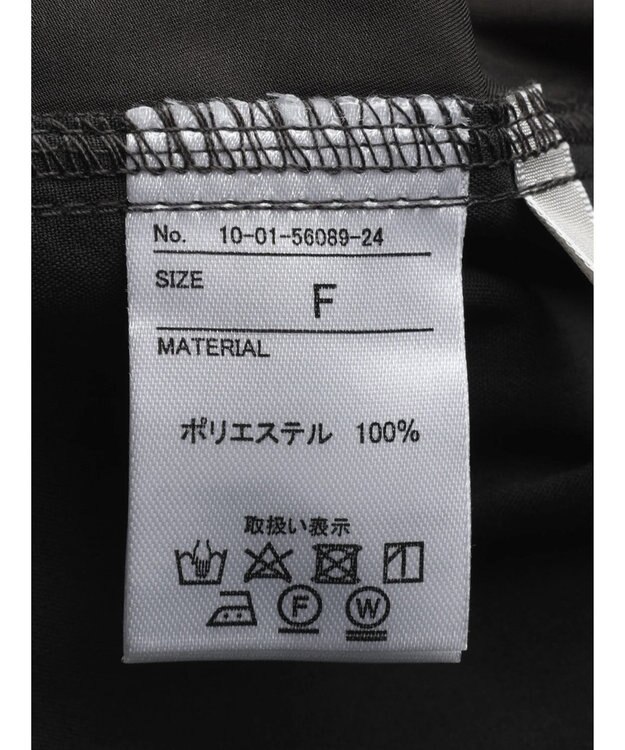 No. 10-01-56089-24
SIZE
F
MATERIAL
ポリエステル 100%
取扱い表示
F W